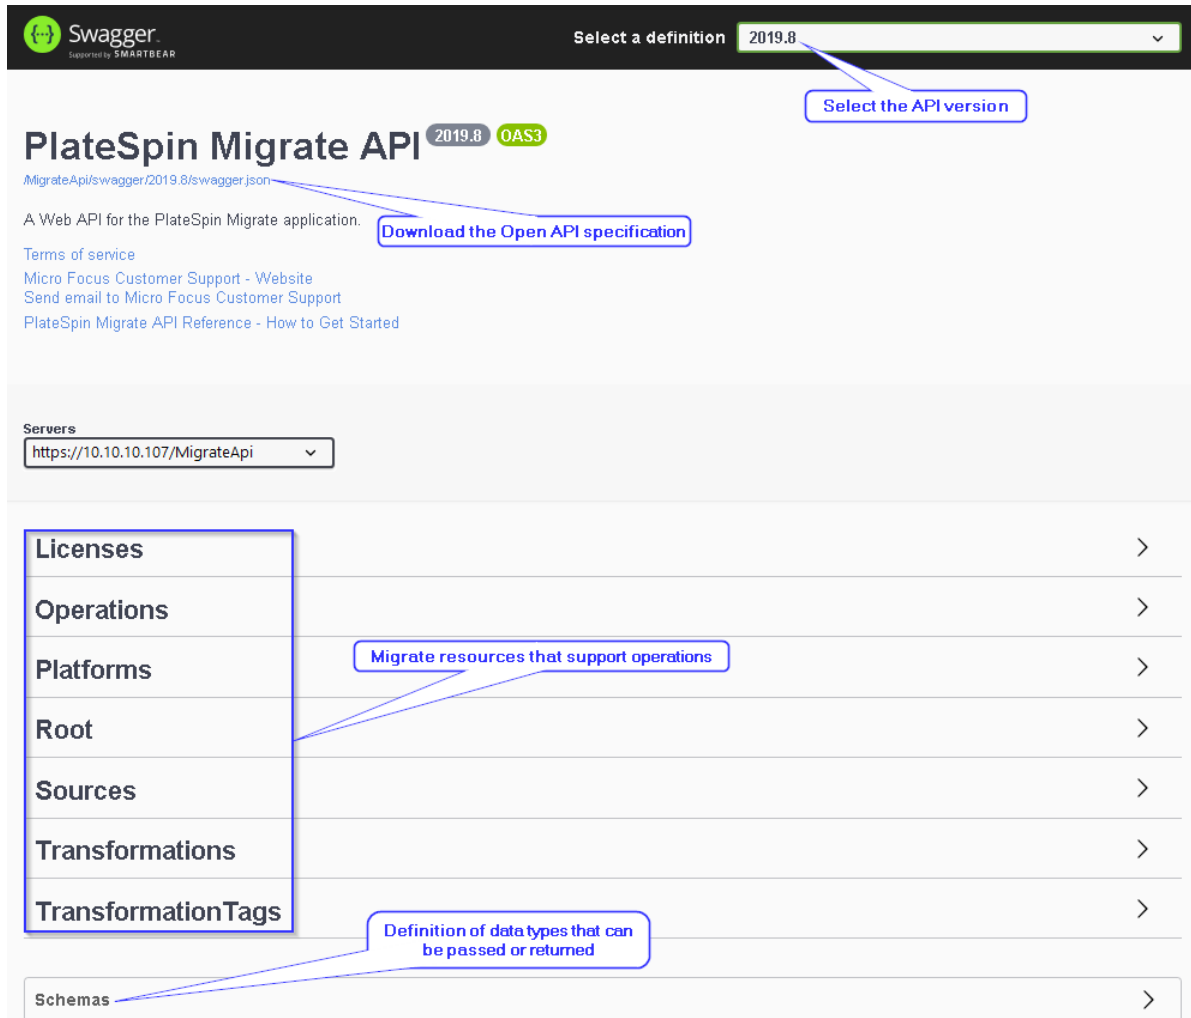 {···} Swagger.
Supported by SMARTBEAR
Select a definition
2019.8
Select the API version
PlateSpin Migrate API 2019.8 OAS3
/MigrateApi/swagger/2019.8/swagger.json
A Web API for the PlateSpin Migrate application.
Download the Open API specification
Terms of service
Micro Focus Customer Support - Website
Send email to Micro Focus Customer Support
PlateSpin Migrate API Reference - How to Get Started
Servers
https://10.10.10.107/MigrateApi
Licenses
Operations
Platforms
Migrate resources that support operations
Root
Sources
Transformations
TransformationTags
Definition of data types that can
be passed or returned
Schemas